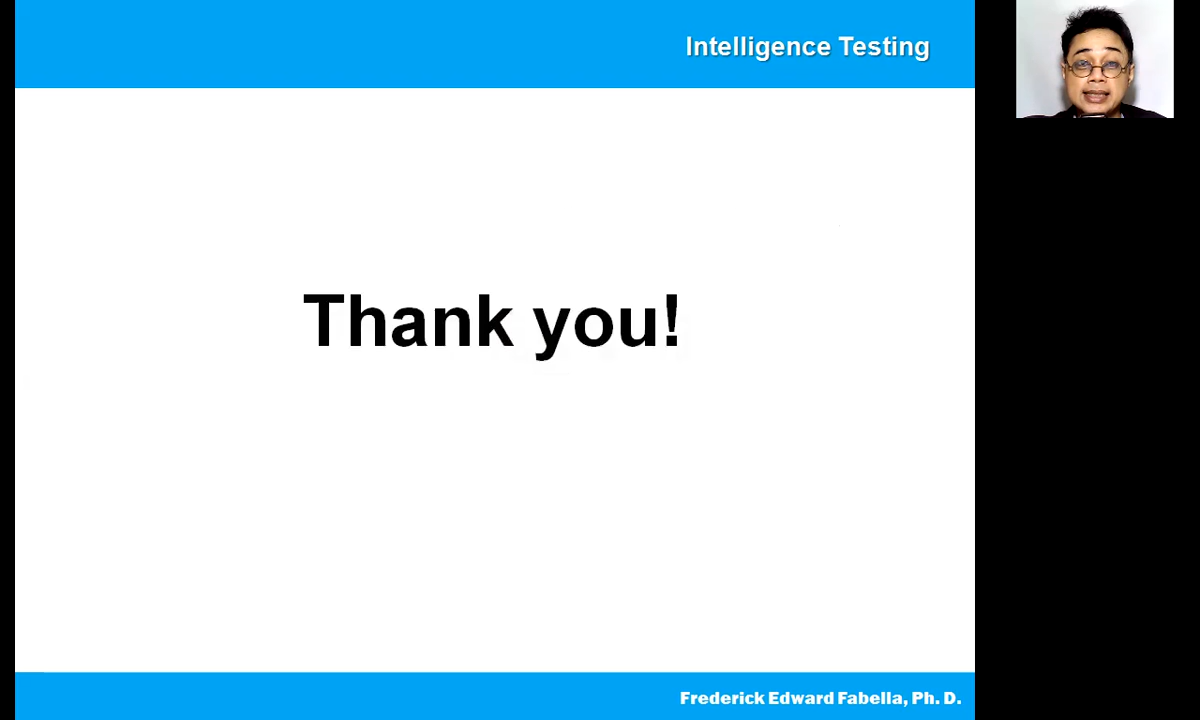 Intelligence Testing
Thank you!
Frederick Edward Fabella, Ph. D.